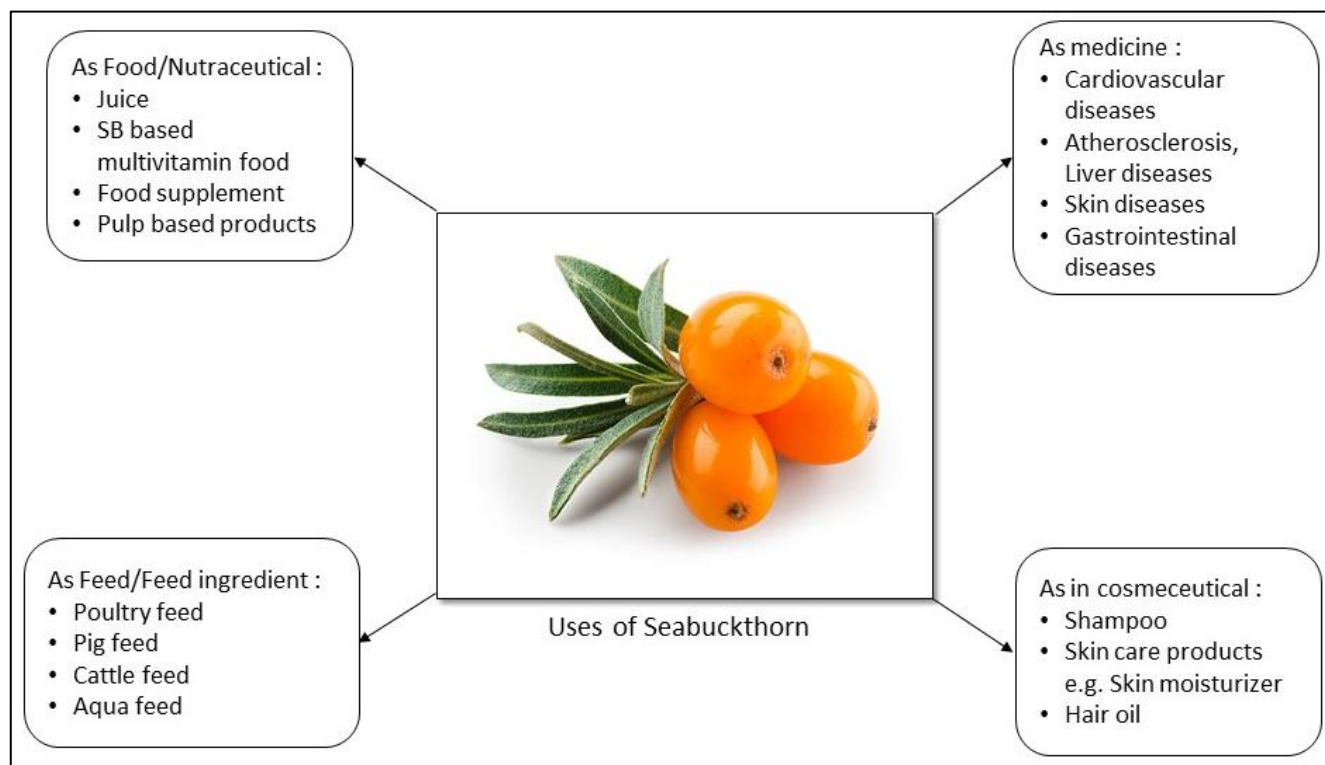 As Food/Nutraceutical :
• Juice
• SB based
multivitamin food
• Food supplement
• Pulp based products
As medicine :
• Cardiovascular
diseases
• Atherosclerosis,
Liver diseases
• Skin diseases
• Gastrointestinal
diseases
Uses of Seabuckthorn
As Feed/Feed ingredient :
• Poultry feed
• Pig feed
• Cattle feed
• Aqua feed
As in cosmeceutical :
• Shampoo
• Skin care products
e.g. Skin moisturizer
• Hair oil